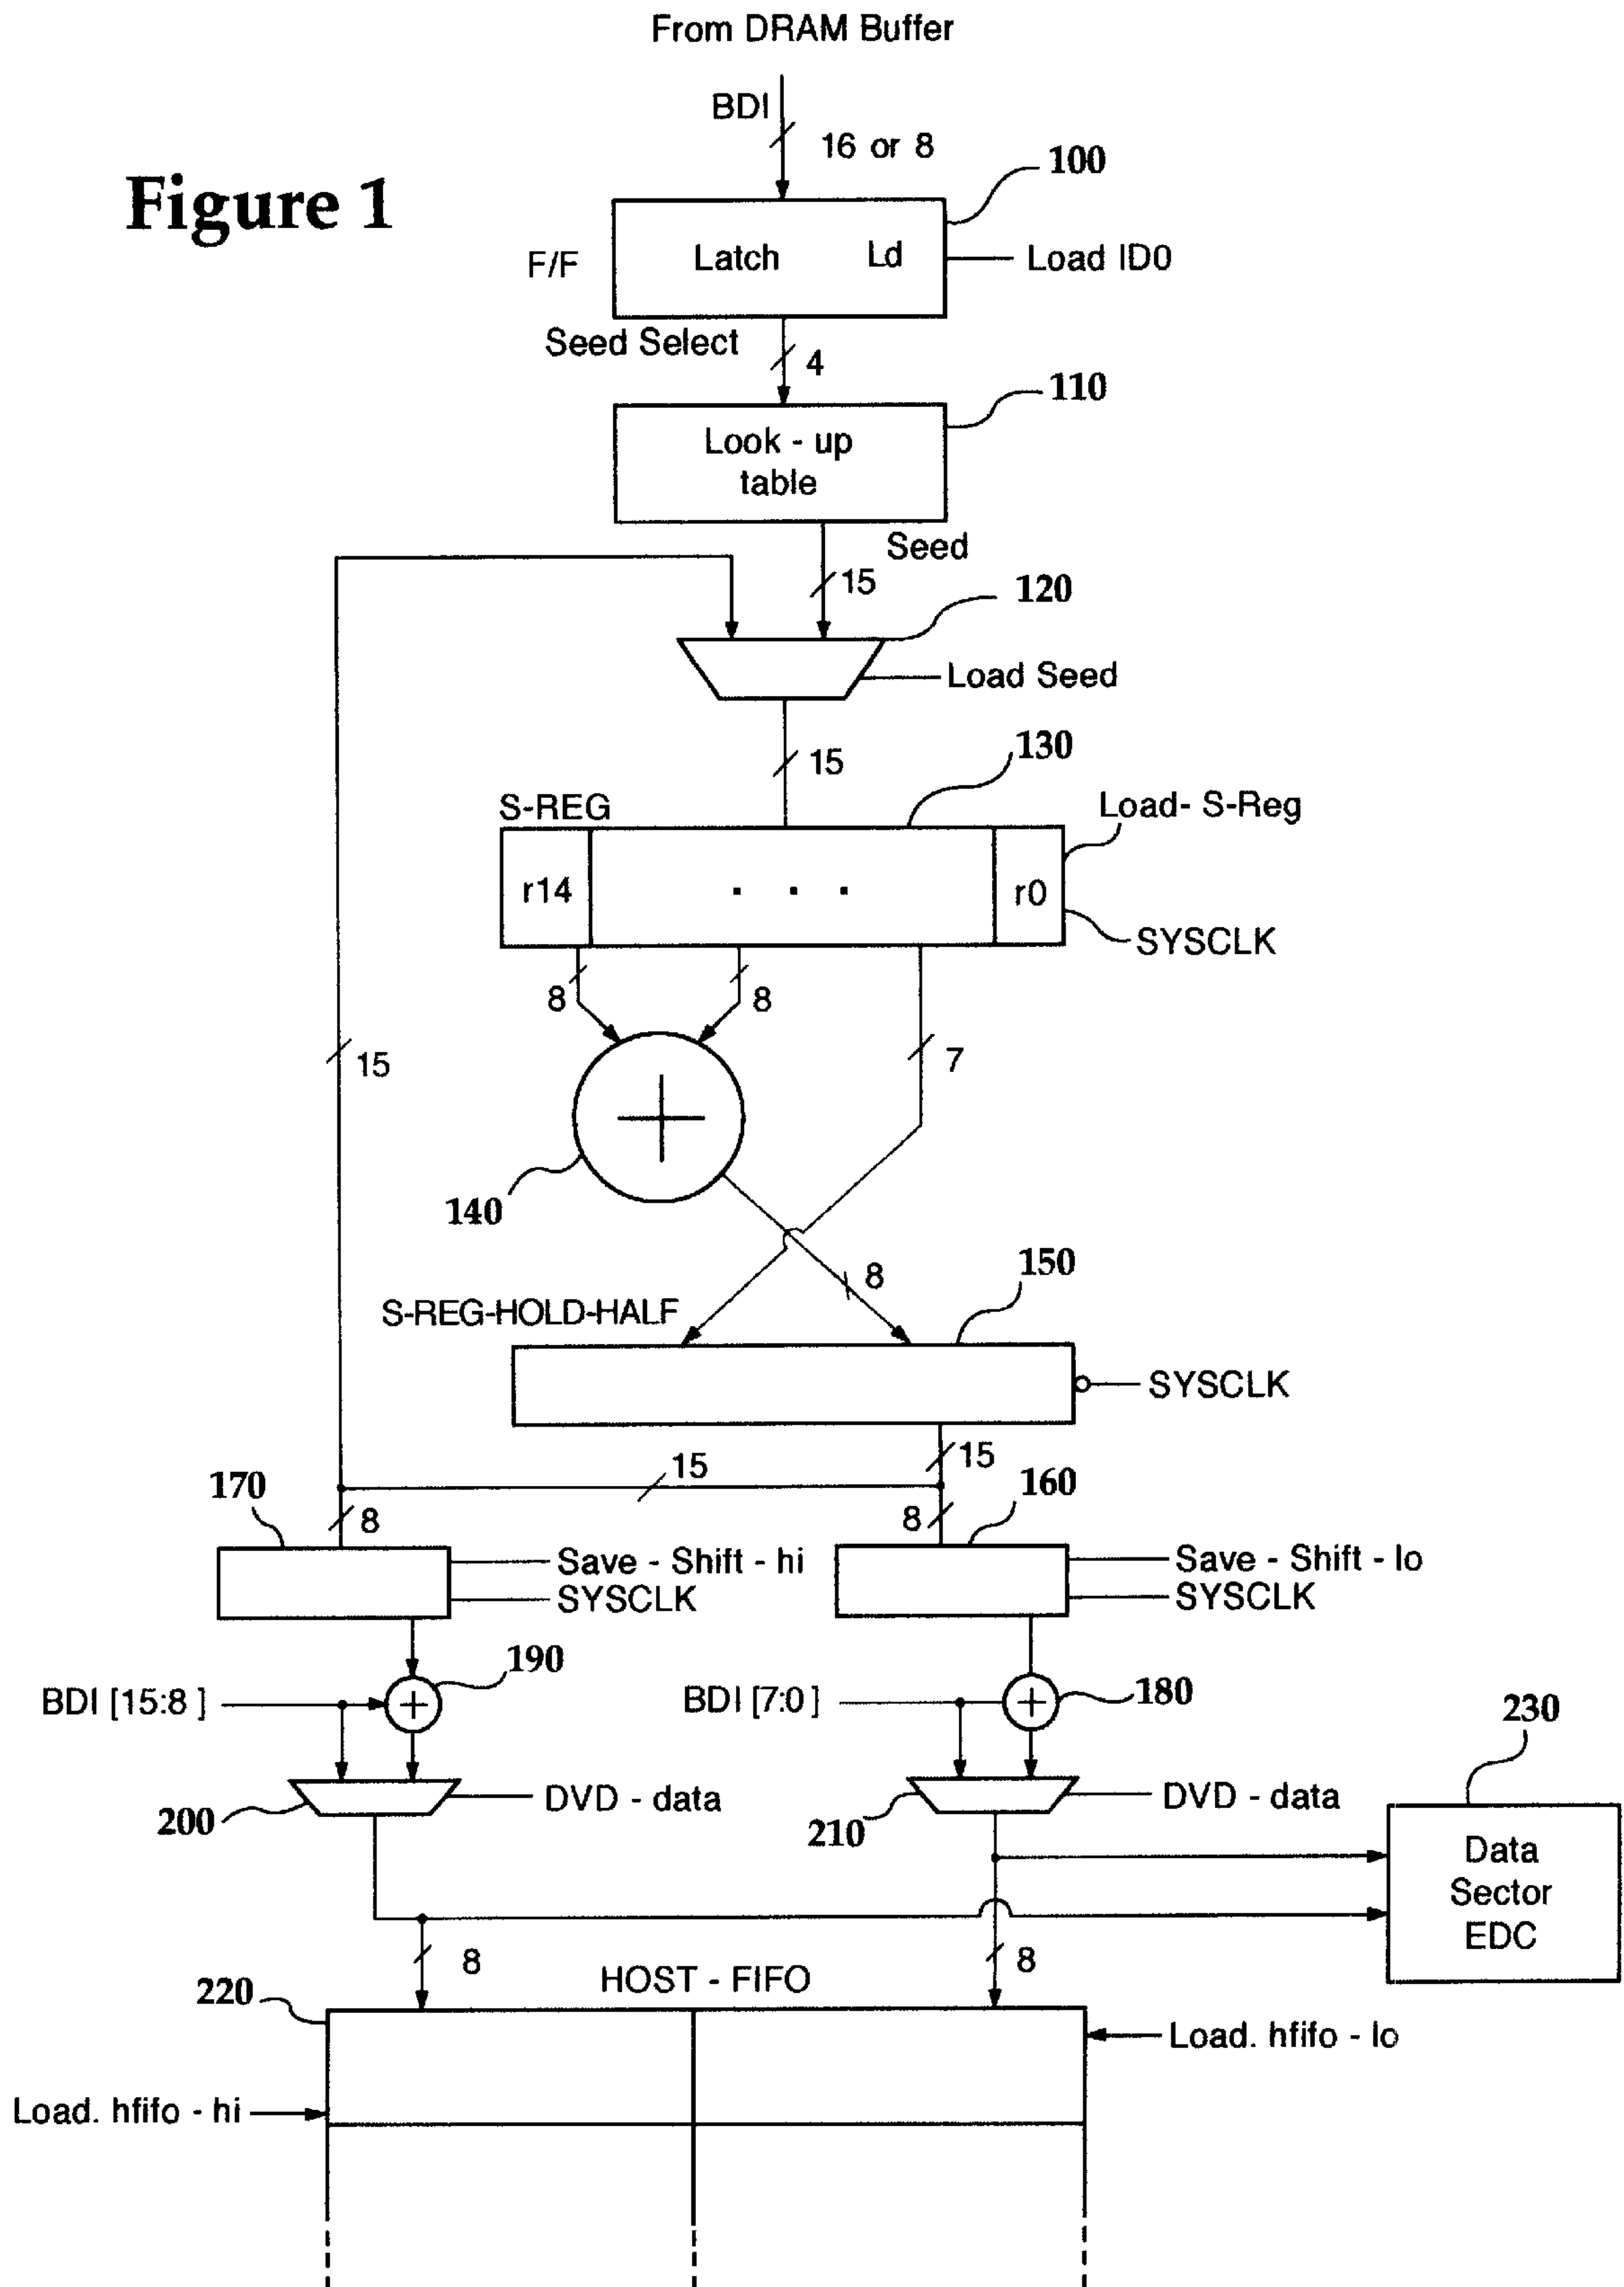 From DRAM Buffer
BDI
16 or 8
100
Figure 1
F/F
Latch
Ld
Load ID0
Seed Select
4
110
Look - up
table
Seed
15
120
Load Seed
15
130
S-REG
Load- S-Reg
r14
. . .
r0
SYSCLK
8
8
15
7
140
150
8
S-REG-HOLD-HALF
SYSCLK
15
15
170
160
8
8
Save - Shift - hi
SYSCLK
Save - Shift - lo
SYSCLK
190
BDI [15:8 ]
+
BDI [7:0 ]
+
180
230
200
DVD - data
210
DVD - data
Data
Sector
EDC
8
8
220
HOST - FIFO
Load. hfifo - lo
Load. hfifo - hi